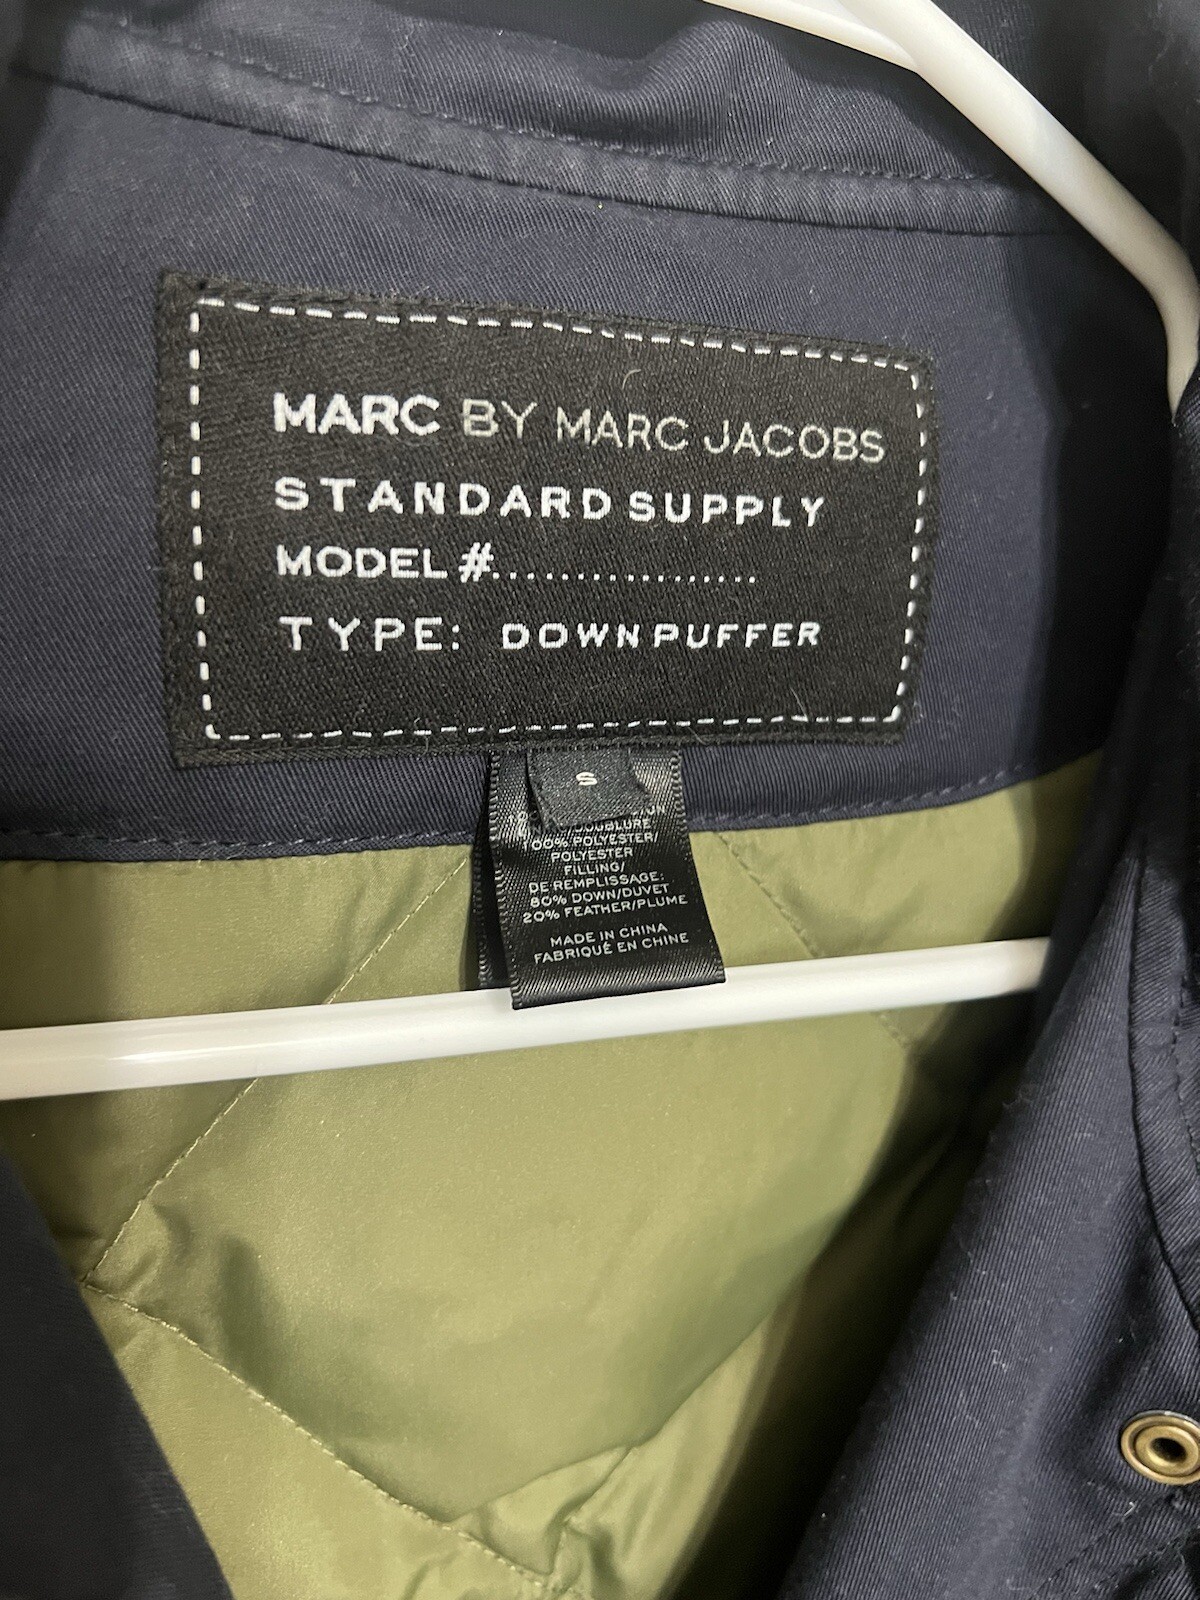 MARC BY MARC JACOBS
STANDARD SUPPLY
MODEL #.................
TYPE: DOWN PUFFER
S
100% POLYESTER/
POLYESTER
FILLING/
DE REMPLISSAGE:
80% DOWN/DUVET
20% FEATHER/PLUME
MADE IN CHINA
FABRIQUÉ EN CHINE